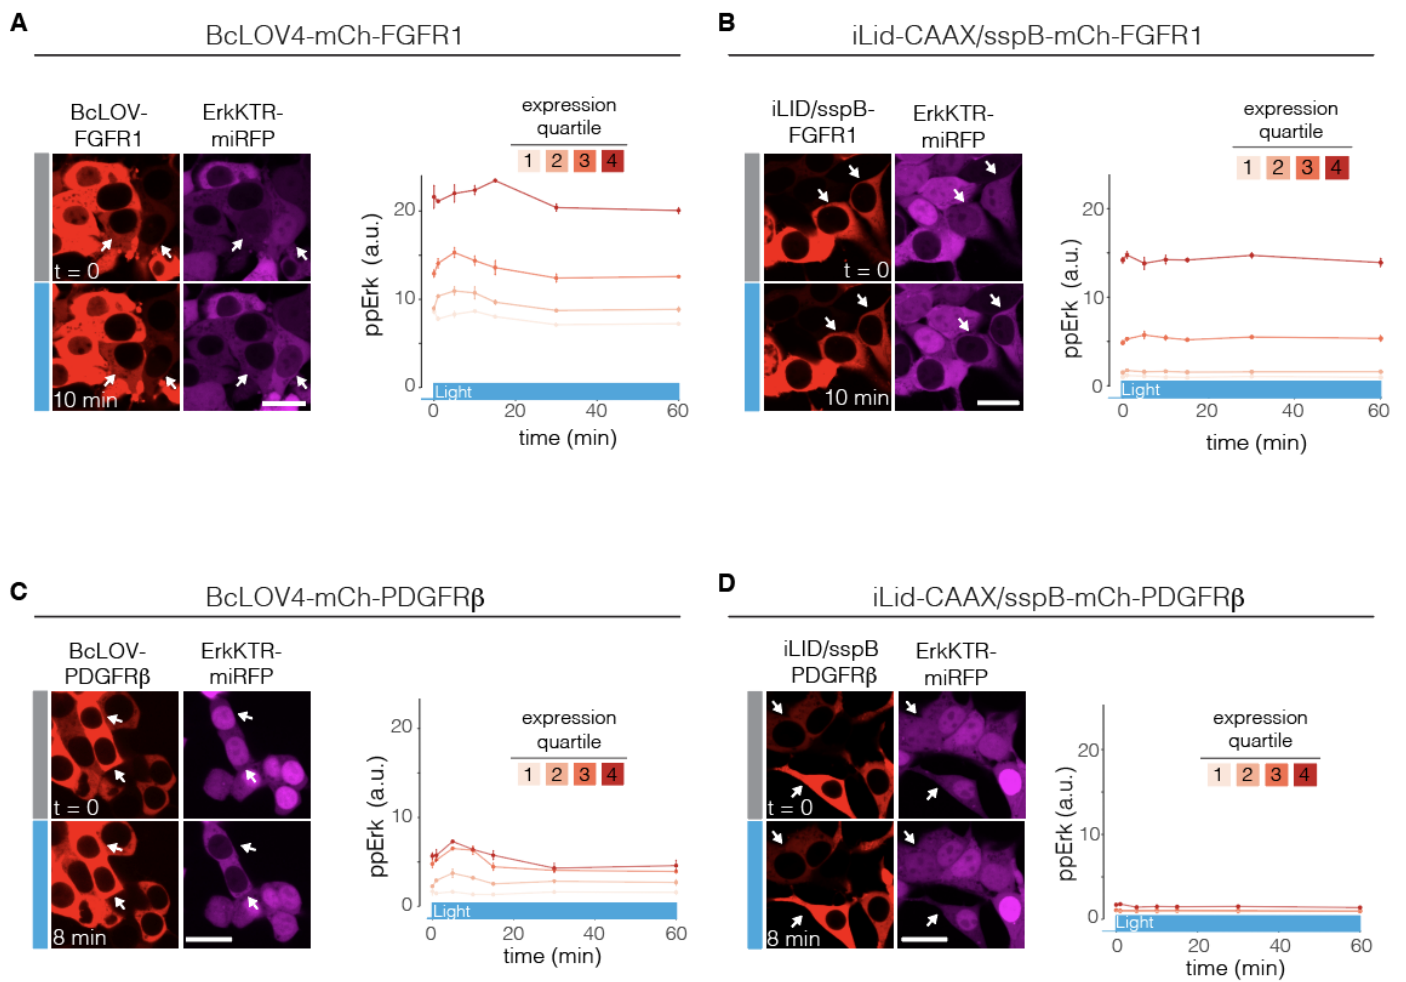 A
BcLOV4-mCh-FGFR1
BcLOV-
FGFR1
ErkKTR-
miRFP
t = 0
10 min
expression
quartile
1 2 3 4
ppErk (a.u.)
20
10
0
Light
0 20 40 60
time (min)
B
iLid-CAAX/sspB-mCh-FGFR1
iLID/sspB-
FGFR1
ErkKTR-
miRFP
t = 0
10 min
expression
quartile
1 2 3 4
ppErk (a.u.)
20
10
0
Light
0 20 40 60
time (min)
C
BcLOV4-mCh-PDGFRβ
BcLOV-
PDGFRβ
ErkKTR-
miRFP
t = 0
8 min
expression
quartile
1 2 3 4
ppErk (a.u.)
20
10
0
Light
0 20 40 60
time (min)
D
iLid-CAAX/sspB-mCh-PDGFRβ
iLID/sspB
PDGFRβ
ErkKTR-
miRFP
t = 0
8 min
expression
quartile
1 2 3 4
ppErk (a.u.)
20
10
0
Light
0 20 40 60
time (min)